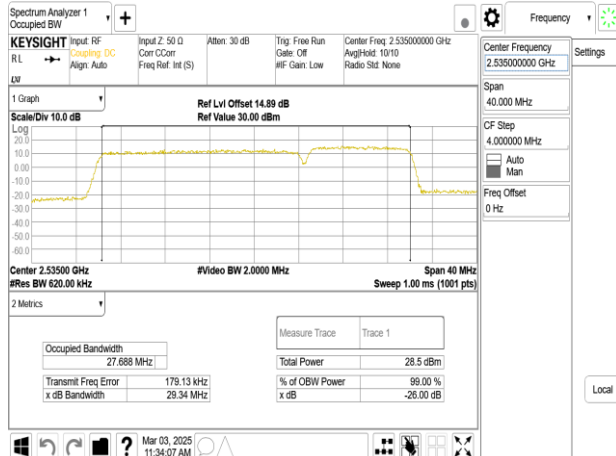 Spectrum Analyzer 1
Occupied BW
+
Frequency
KEYSIGHT
RL
Input: RF
Coupling: DC
Align: Auto
Input Z: 50 Ω
Corr CCorr
Freq Ref: Int (S)
Atten: 30 dB
Trig: Free Run
Gate: Off
#IF Gain: Low
Center Freq: 2.535000000 GHz
Avg|Hold: 10/10
Radio Std: None
1 Graph
Scale/Div 10.0 dB
Ref Lvl Offset 14.89 dB
Ref Value 30.00 dBm
Log
20.0
10.0
0.00
-10.0
-20.0
-30.0
-40.0
-50.0
-60.0
Center 2.53500 GHz
#Res BW 620.00 kHz
#Video BW 2.0000 MHz
Span 40 MHz
Sweep 1.00 ms (1001 pts)
2 Metrics
Measure Trace Trace 1
Occupied Bandwidth
27.688 MHz
Total Power 28.5 dBm
Transmit Freq Error 179.13 kHz
% of OBW Power 99.00 %
x dB Bandwidth 29.34 MHz
x dB -26.00 dB
?
Mar 03, 2025
11:34:07 AM
Center Frequency
2.535000000 GHz
Settings
Span
40.000 MHz
CF Step
4.000000 MHz
Auto
Man
Freq Offset
0 Hz
Local